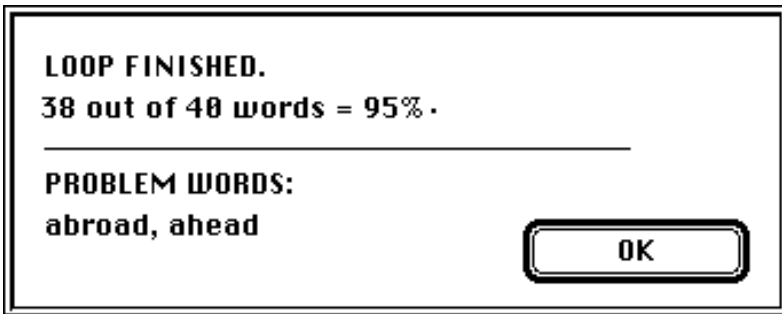 LOOP FINISHED.
38 out of 40 words = 95% .
PROBLEM WORDS:
abroad, ahead
OK